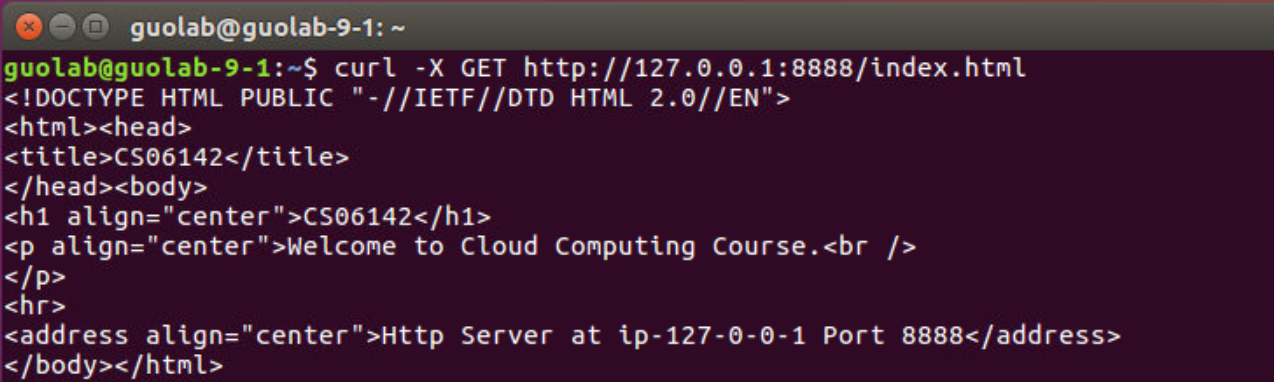 guolab@guolab-9-1: ~
guolab@guolab-9-1:~$ curl -X GET http://127.0.0.1:8888/index.html
<!DOCTYPE HTML PUBLIC "-//IETF//DTD HTML 2.0//EN">
<html><head>
<title>CS06142</title>
</head><body>
<h1 align="center">CS06142</h1>
<p align="center">Welcome to Cloud Computing Course.<br />
</p>
<hr>
<address align="center">Http Server at ip-127-0-0-1 Port 8888</address>
</body></html>